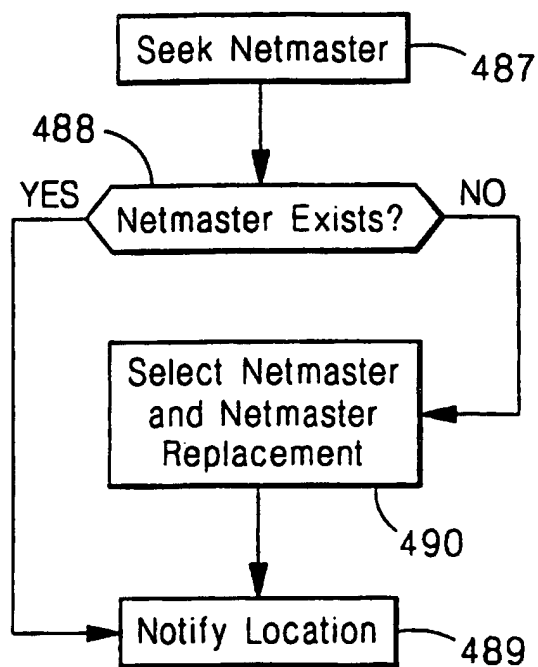 Seek Netmaster
487
488
YES
Netmaster Exists?
NO
Select Netmaster
and Netmaster
Replacement
490
Notify Location
489